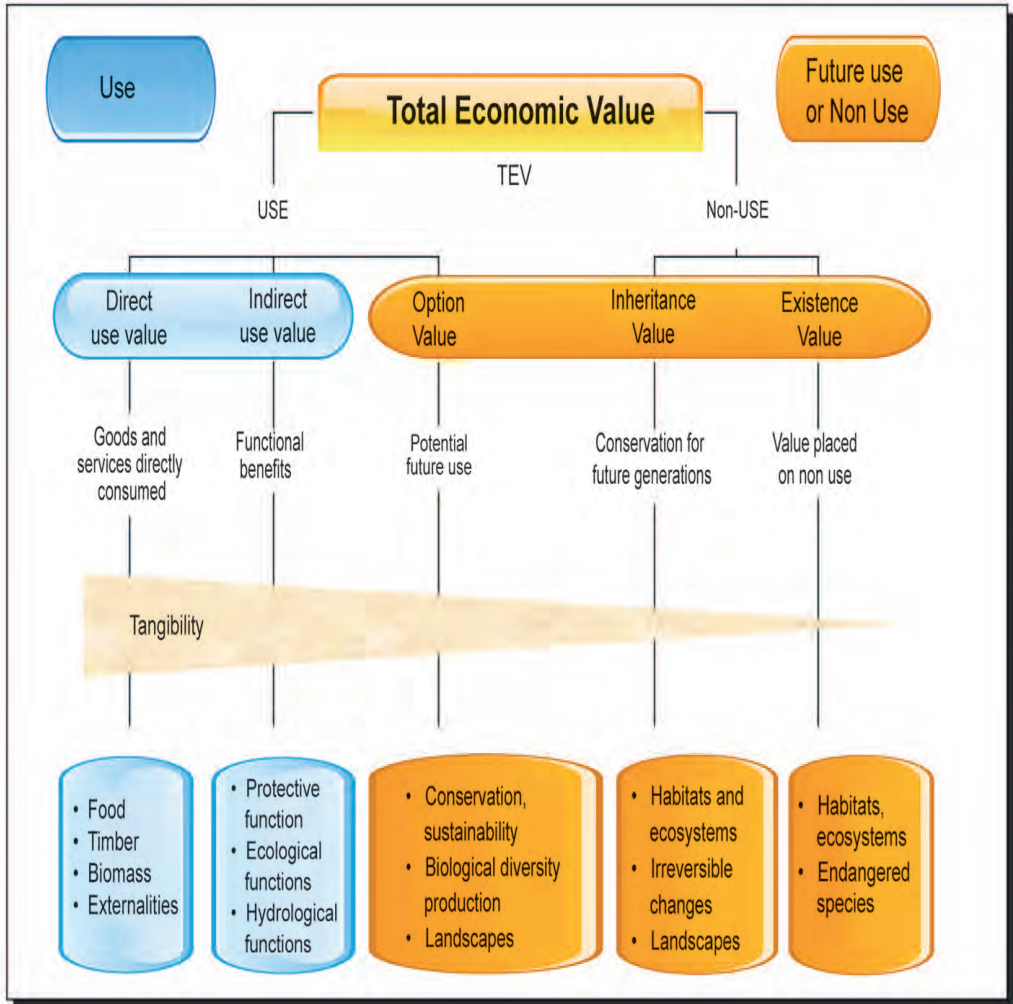 Use
Total Economic Value
Future use
or Non Use
TEV
USE
Non-USE
Direct
use value
Indirect
use value
Option
Value
Inheritance
Value
Existence
Value
Goods and
services directly
consumed
Functional
benefits
Potential
future use
Conservation for
future generations
Value placed
on non use
Tangibility
• Food
• Timber
• Biomass
• Externalities
• Protective
function
• Ecological
functions
• Hydrological
functions
• Conservation,
sustainability
• Biological diversity
production
• Landscapes
• Habitats and
ecosystems
• Irreversible
changes
• Landscapes
• Habitats,
ecosystems
• Endangered
species